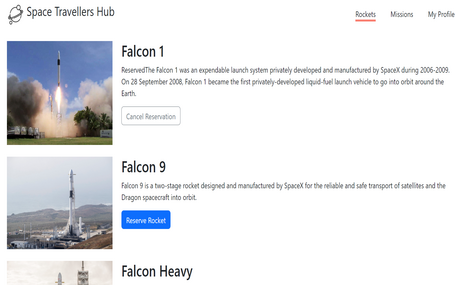 Space Travellers Hub
Rockets Missions My Profile
Falcon 1
ReservedThe Falcon 1 was an expendable launch system privately developed and manufactured by SpaceX during 2006-2009.
On 28 September 2008, Falcon 1 became the first privately-developed liquid-fuel launch vehicle to go into orbit around the
Earth.
Cancel Reservation
Falcon 9
Falcon 9 is a two-stage rocket designed and manufactured by SpaceX for the reliable and safe transport of satellites and the
Dragon spacecraft into orbit.
Reserve Rocket
Falcon Heavy